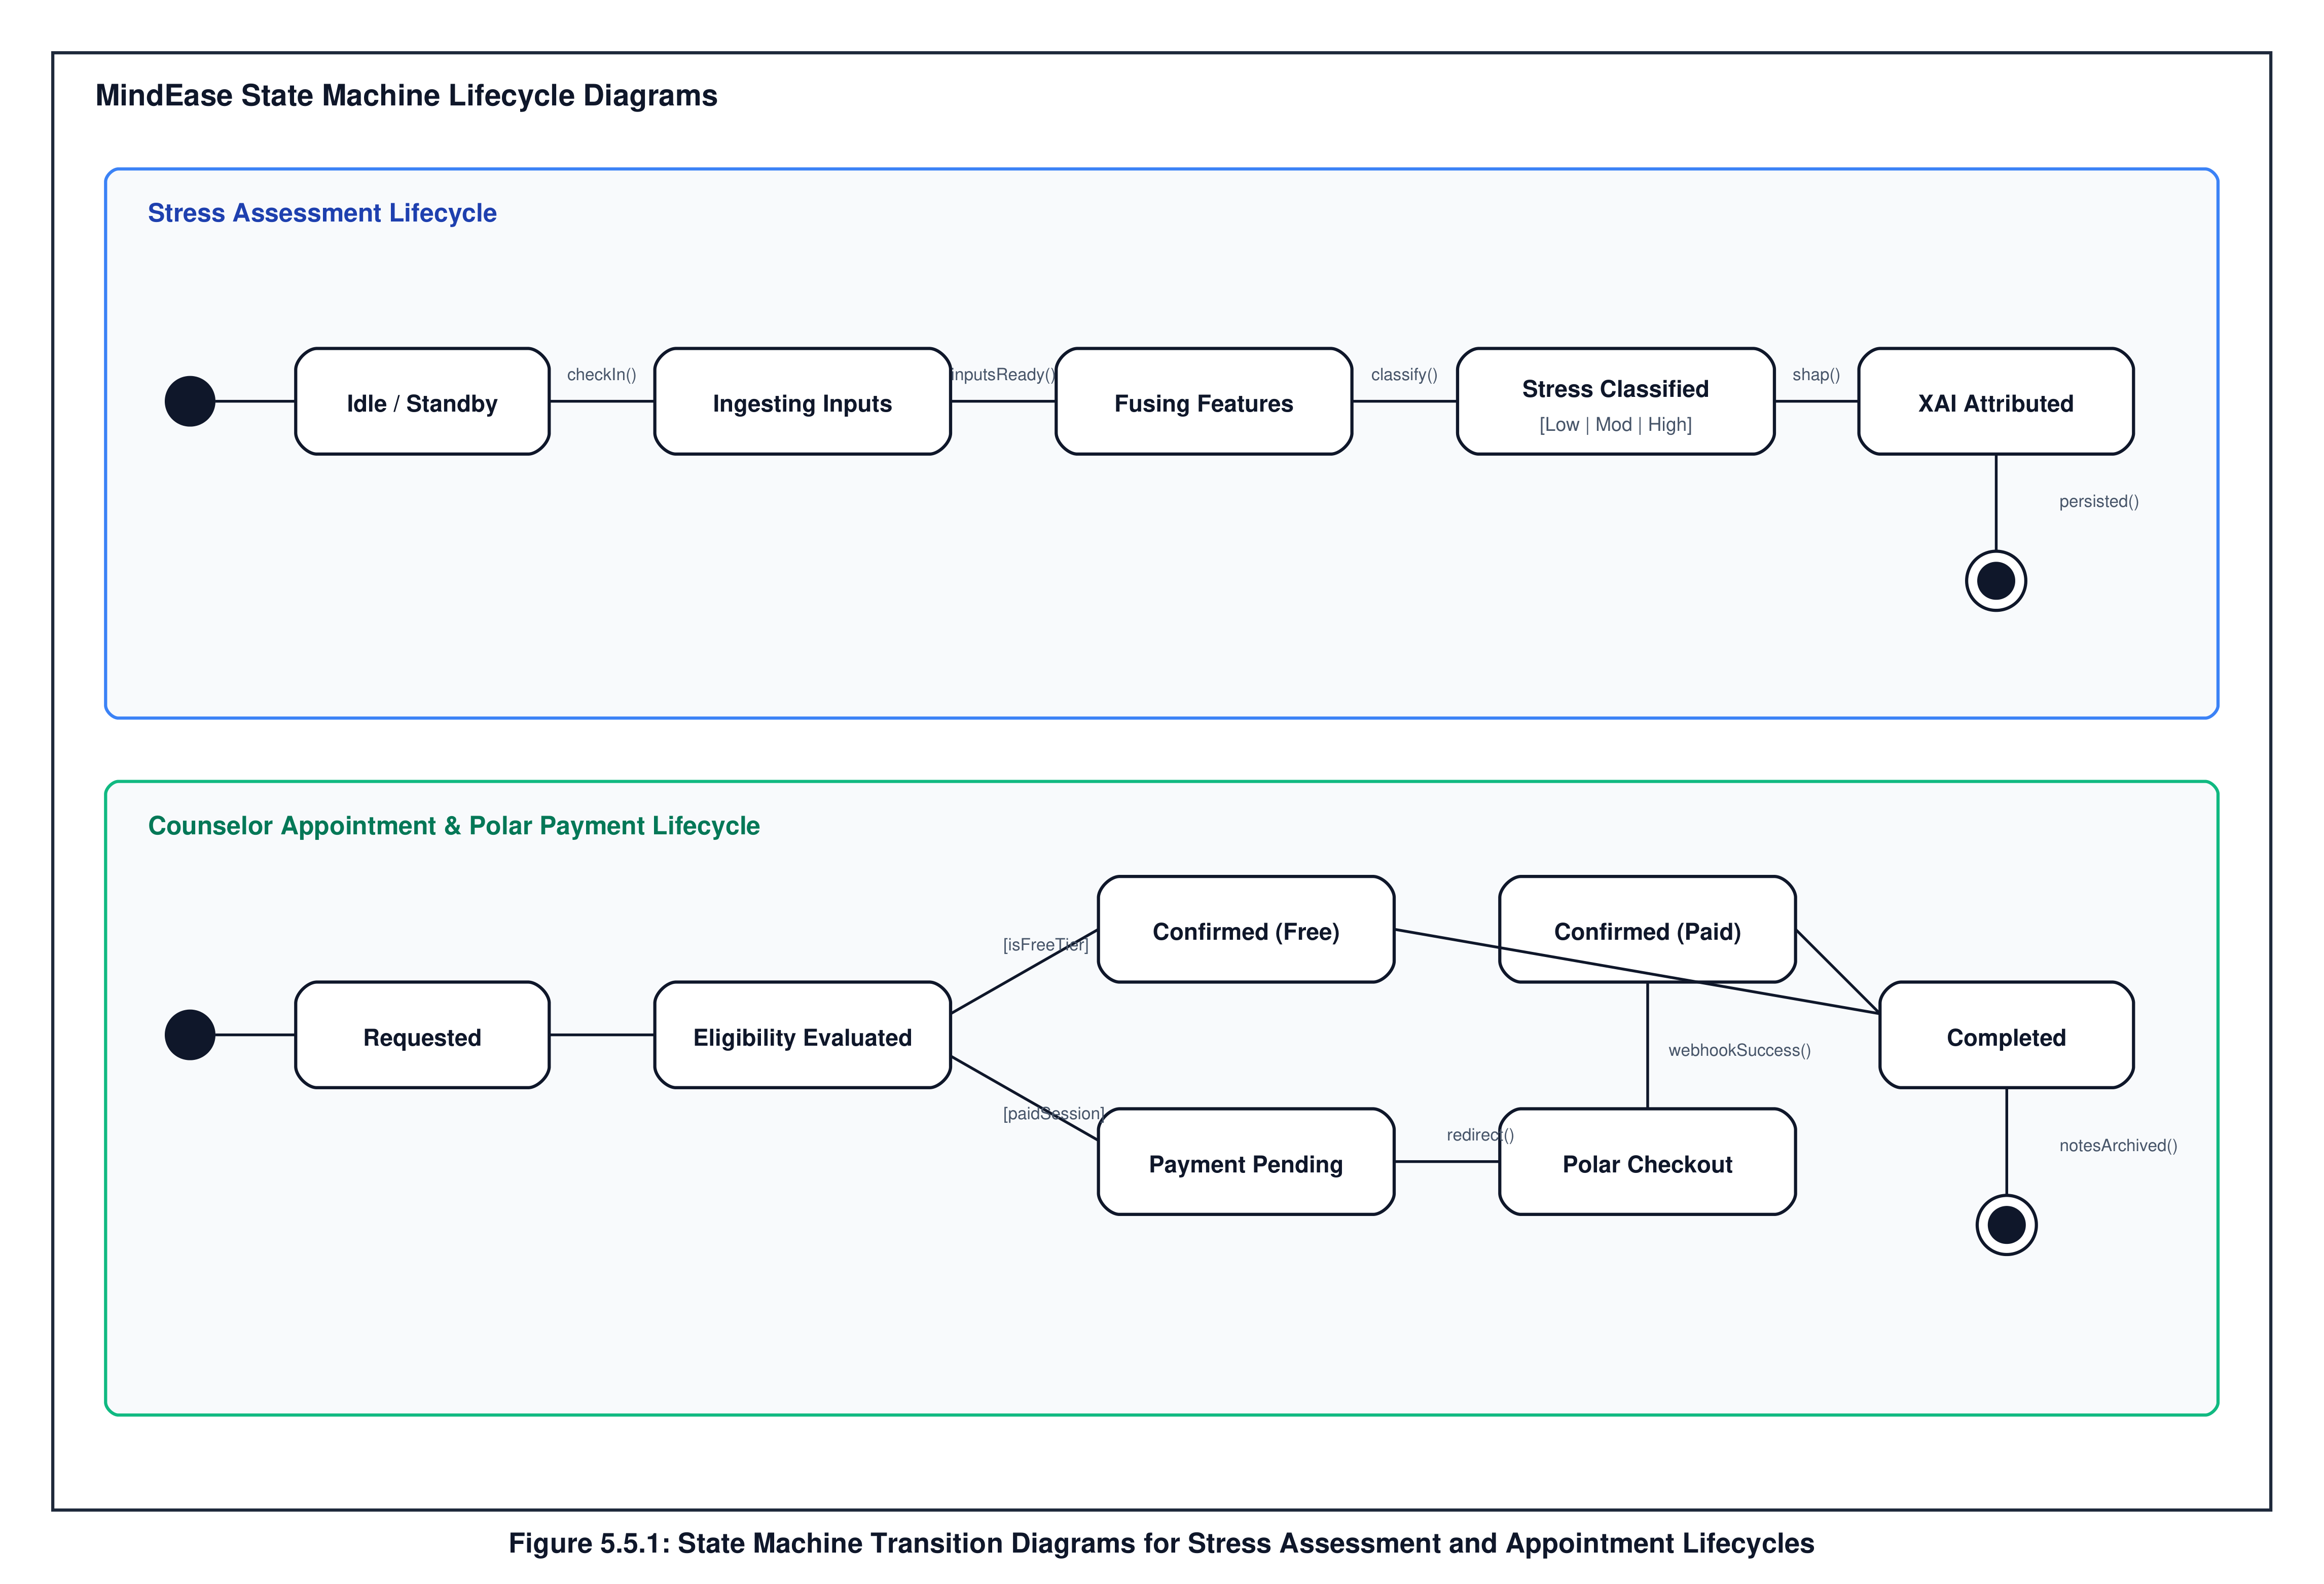 MindEase State Machine Lifecycle Diagrams
Stress Assessment Lifecycle
Idle / Standby
checkIn()
Ingesting Inputs
inputsReady()
Fusing Features
classify()
Stress Classified
[Low | Mod | High]
shap()
XAI Attributed
persisted()
Counselor Appointment & Polar Payment Lifecycle
Requested
Eligibility Evaluated
[isFreeTier]
Confirmed (Free)
Confirmed (Paid)
[paidSession]
Payment Pending
redirect()
Polar Checkout
webhookSuccess()
Completed
notesArchived()
Figure 5.5.1: State Machine Transition Diagrams for Stress Assessment and Appointment Lifecycles